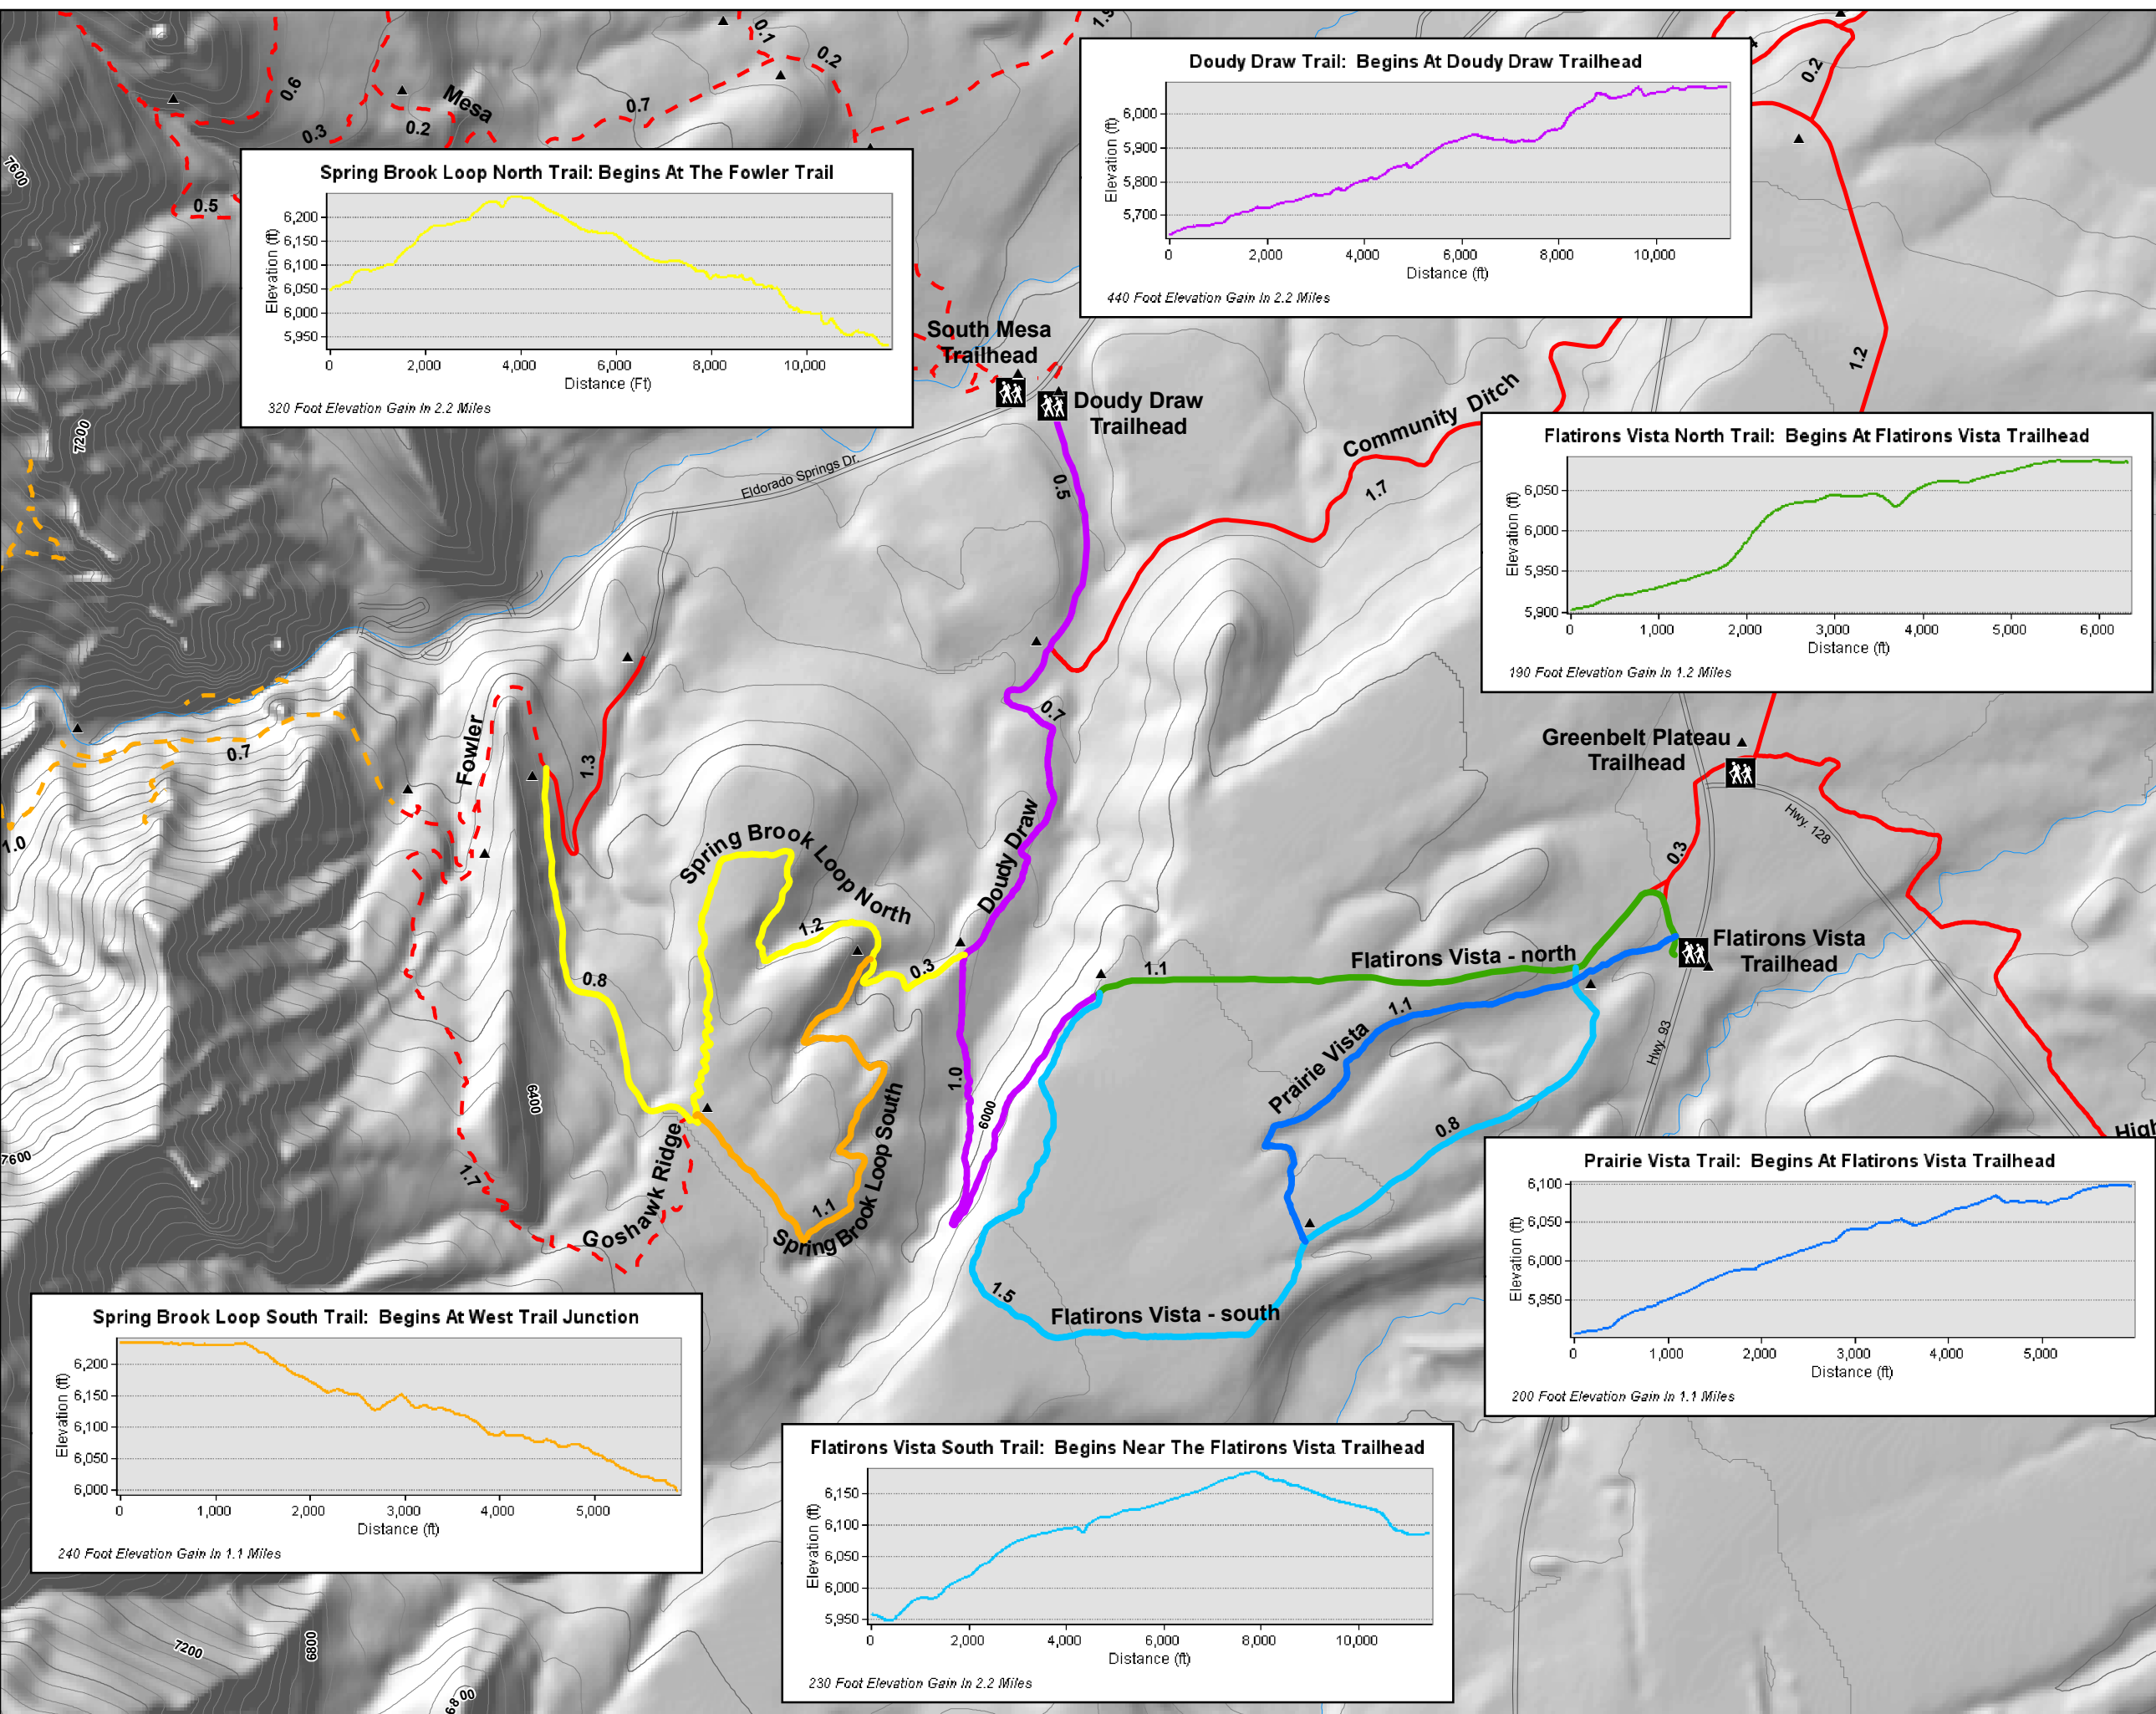 0.1
0.2
1.9
0.6
Mesa
0.3
0.2
0.7
0.2
7600
0.5
Doudy Draw Trail: Begins At Doudy Draw Trailhead
Elevation (ft)
6,000
5,900
5,800
5,700
0 2,000 4,000 6,000 8,000 10,000
Distance (ft)
440 Foot Elevation Gain In 2.2 Miles
Spring Brook Loop North Trail: Begins At The Fowler Trail
Elevation (ft)
6,200
6,150
6,100
6,050
6,000
5,950
0 2,000 4,000 6,000 8,000 10,000
Distance (Ft)
320 Foot Elevation Gain In 2.2 Miles
South Mesa
Trailhead
Doudy Draw
Trailhead
1.2
7200
Eldorado Springs Dr.
0.5
Community Ditch
1.7
Flatirons Vista North Trail: Begins At Flatirons Vista Trailhead
Elevation (ft)
6,050
6,000
5,950
5,900
0 1,000 2,000 3,000 4,000 5,000 6,000
Distance (ft)
190 Foot Elevation Gain In 1.2 Miles
0.7
0.7
Fowler
1.3
1.0
Greenbelt Plateau
Trailhead
Hwy. 128
0.3
Spring Brook Loop North
Doudy Draw
1.2
0.3
0.8
1.0
6000
6400
1.1
Flatirons Vista - north
Flatirons Vista
Trailhead
1.1
Prairie Vista
Hwy. 93
0.8
High
7600
1.7
Goshawk Ridge
1.1
Spring Brook Loop South
1.5
Flatirons Vista - south
Prairie Vista Trail: Begins At Flatirons Vista Trailhead
Elevation (ft)
6,100
6,050
6,000
5,950
0 1,000 2,000 3,000 4,000 5,000
Distance (ft)
200 Foot Elevation Gain In 1.1 Miles
Spring Brook Loop South Trail: Begins At West Trail Junction
Elevation (ft)
6,200
6,150
6,100
6,050
6,000
0 1,000 2,000 3,000 4,000 5,000
Distance (ft)
240 Foot Elevation Gain In 1.1 Miles
Flatirons Vista South Trail: Begins Near The Flatirons Vista Trailhead
Elevation (ft)
6,150
6,100
6,050
6,000
5,950
0 2,000 4,000 6,000 8,000 10,000
Distance (ft)
230 Foot Elevation Gain In 2.2 Miles
7200
6800
6800